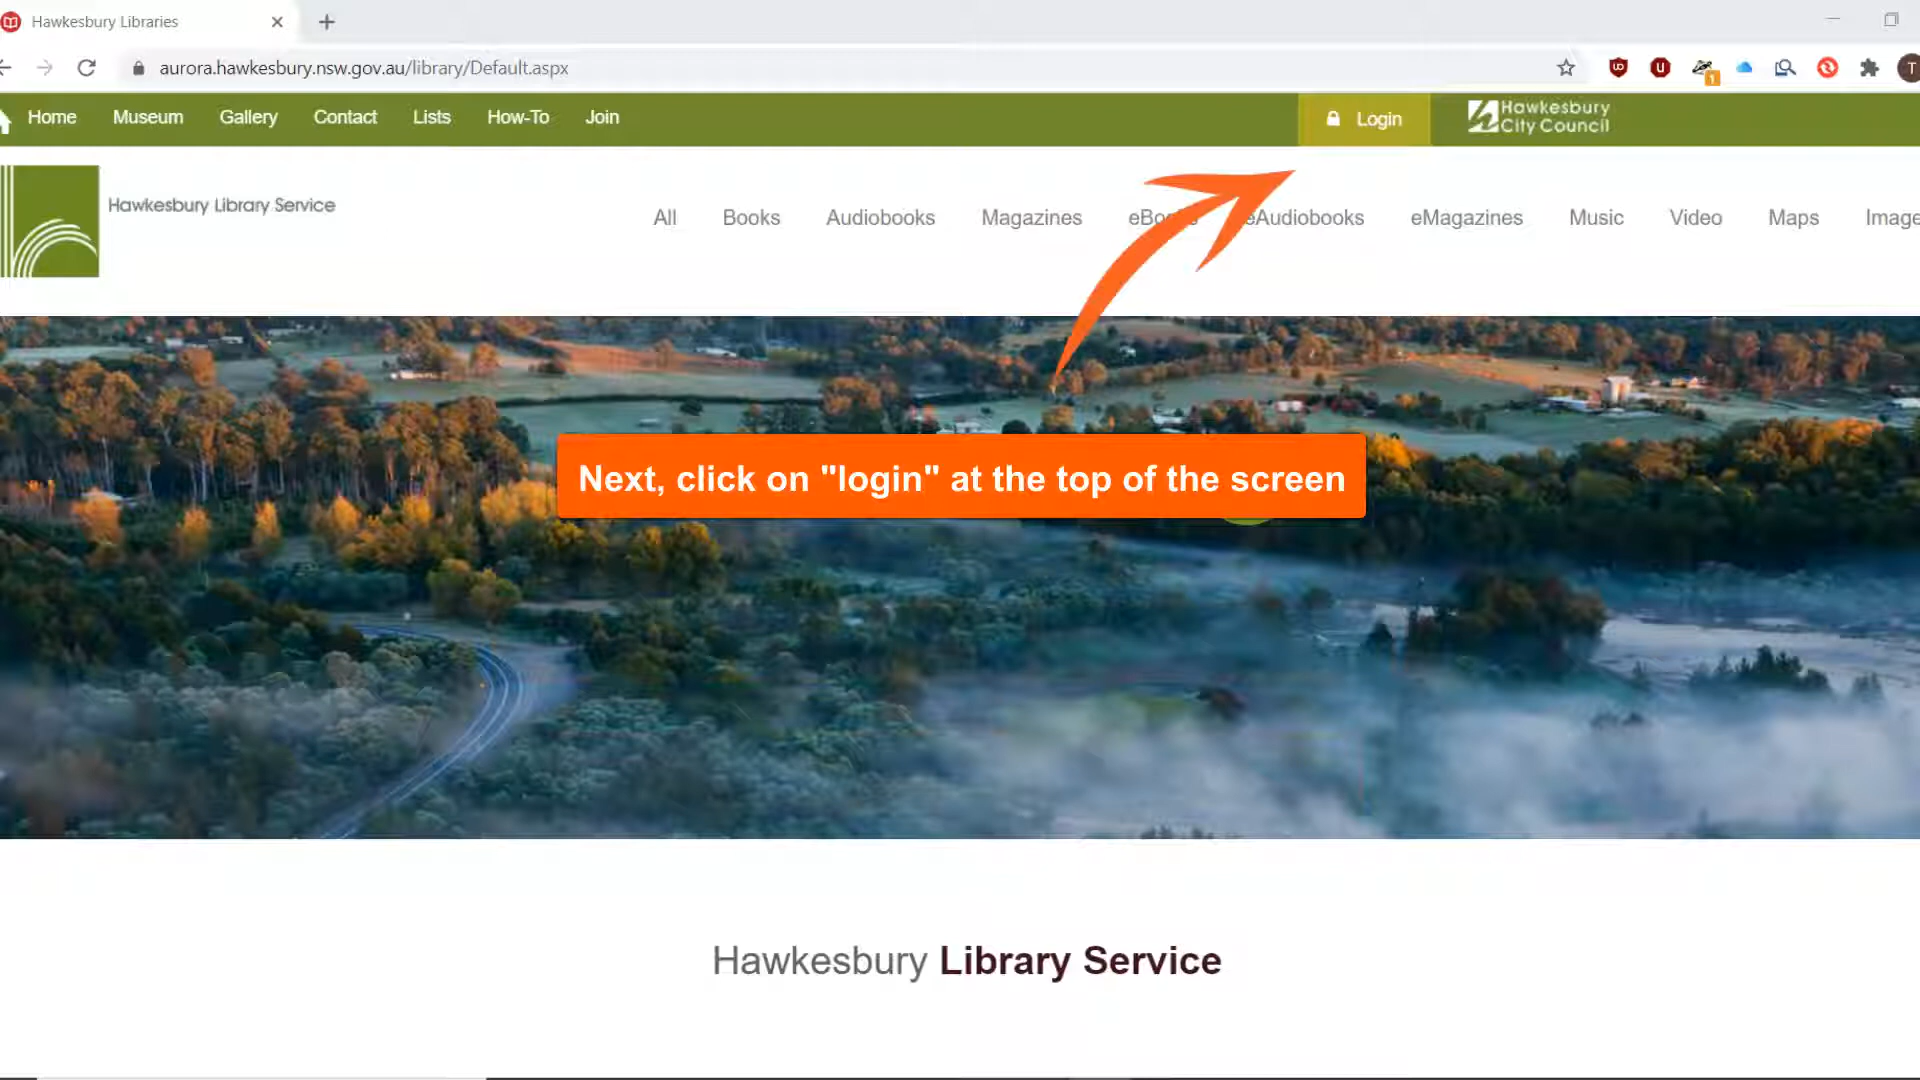 Hawkesbury Libraries
aurora.hawkesbury.nsw.gov.au/library/Default.aspx
1
T
Home Museum Gallery Contact Lists How-To Join Login
Hawkesbury
City Council
Hawkesbury Library Service
All Books Audiobooks Magazines eAudiobooks eMagazines Music Video Maps Image
Next, click on "login" at the top of the screen
Hawkesbury Library Service